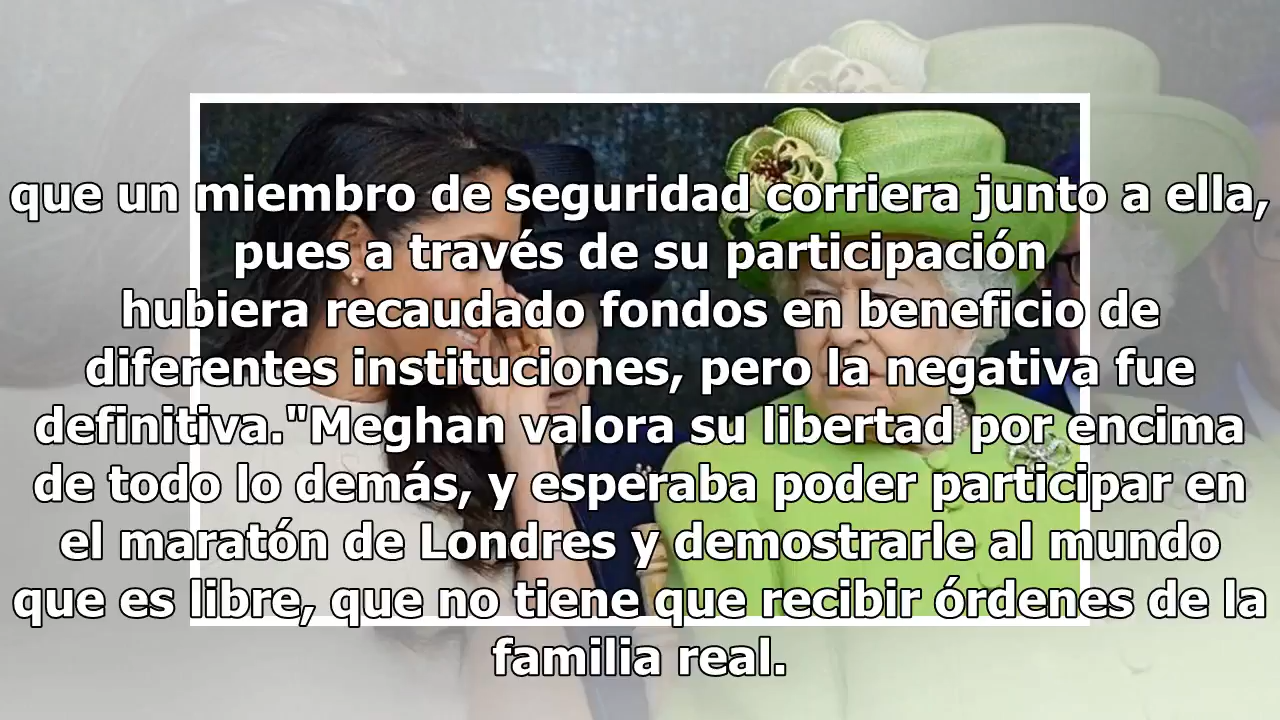 que un miembro de seguridad corriera junto a ella,
pues a través de su participación
hubiera recaudado fondos en beneficio de
diferentes instituciones, pero la negativa fue
definitiva."Meghan valora su libertad por encima
de todo lo demás, y esperaba poder participar en
el maratón de Londres y demostrarle al mundo
que es libre, que no tiene que recibir órdenes de la
familia real.